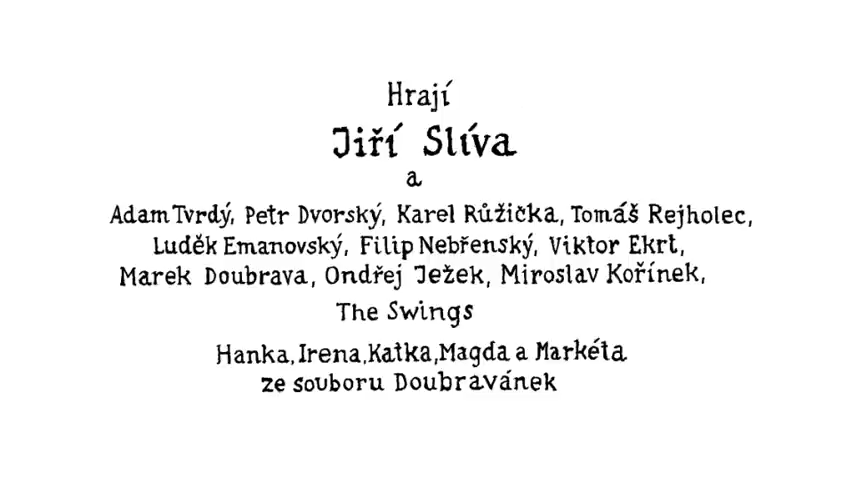 Hrají
Jiří Slíva
a
Adam Tvrdý, Petr Dvorský, Karel Růžička, Tomáš Rejholec,
Luděk Emanovský, Filip Nebřenský, Viktor Ekrt,
Marek Doubrava, Ondřej Ježek, Miroslav Kořínek,
The Swings
Hanka, Irena, Katka, Magda a Markéta
ze souboru Doubravánek